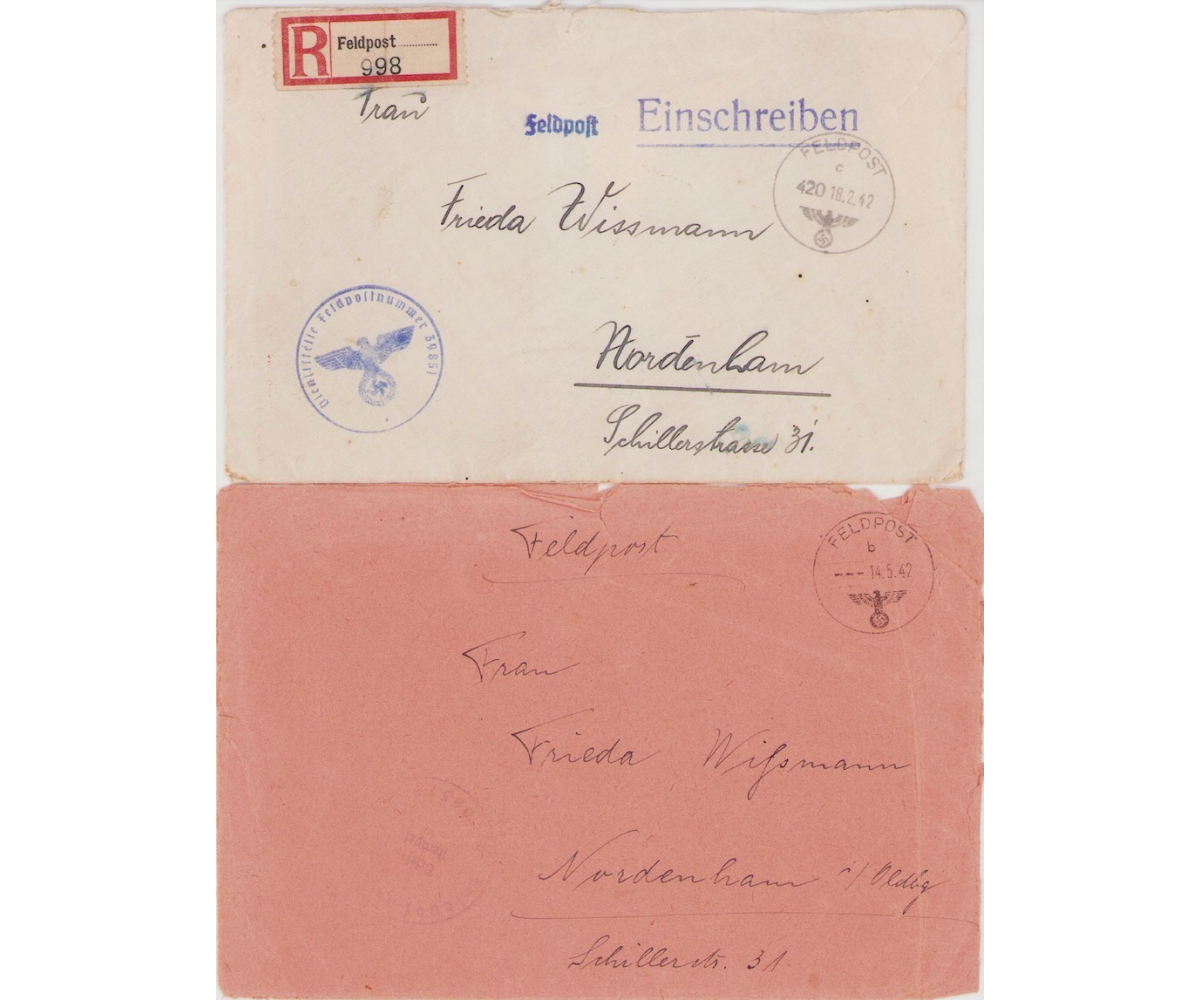 R Feldpost
998
Frau
Feldpost Einschreiben
FELDPOST
c
420 18.2.42
Frieda Wissmann
Dienststelle Feldpostnummer 39851
Nordenham
Schillerstrasse 31.
Feldpost
FELDPOST
b
--- 14.5.42
Frau
Frieda Wißmann
Nordenham i/Oldbg
Schillerstr. 31